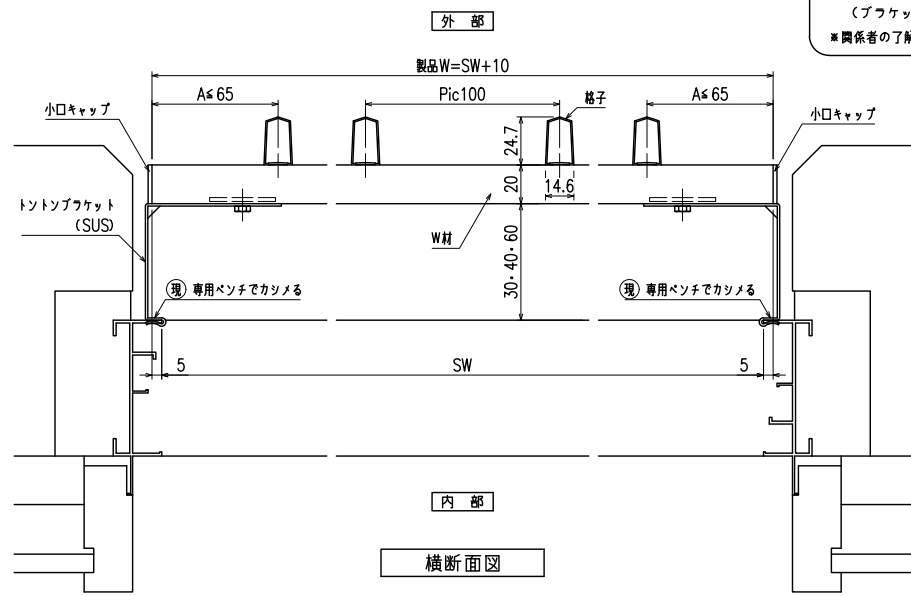 外 部
(ブラケッ
※関係者の了解
製品W=SW+10
A≦65
Pic100
A≦65
小口キャップ
格子
小口キャップ
24.7
20
14.6
トントンブラケット
(SUS)
W材
30・40・60
現 専用ペンチでカシメる
現 専用ペンチでカシメる
5
SW
5
内 部
横断面図